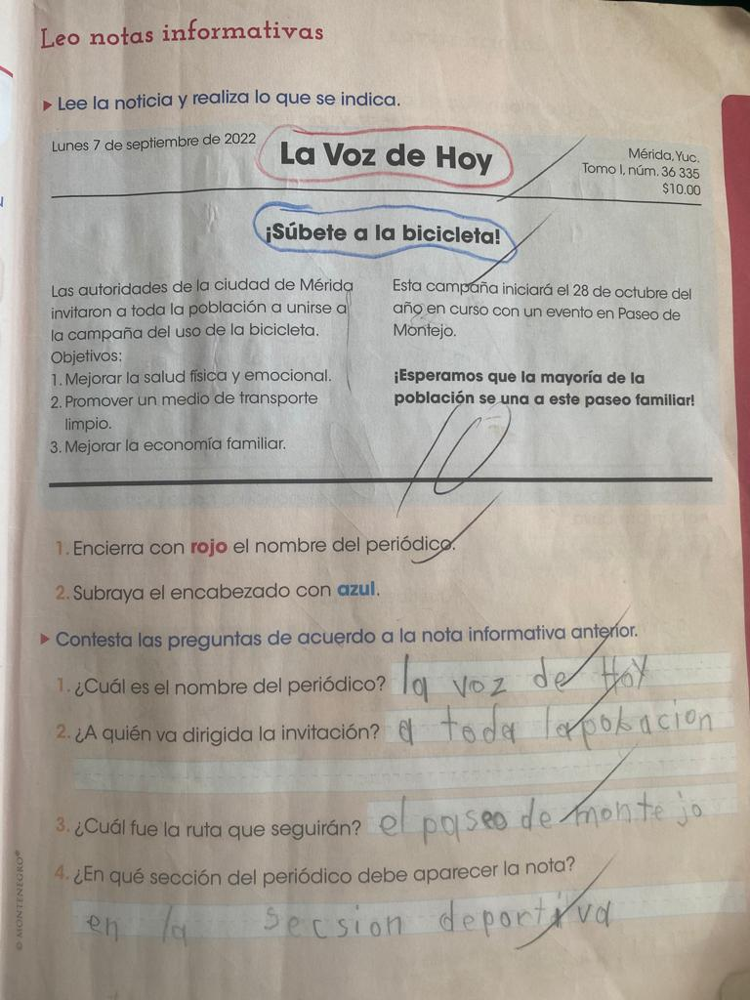 Leo notas informativas
▸ Lee la noticia y realiza lo que se indica.
Lunes 7 de septiembre de 2022
La Voz de Hoy
Mérida, Yuc.
Tomo I, núm. 36 335
$10.00
¡Súbete a la bicicleta!
Las autoridades de la ciudad de Mérida
invitaron a toda la población a unirse a
la campaña del uso de la bicicleta.
Objetivos:
1. Mejorar la salud física y emocional.
2. Promover un medio de transporte
limpio.
3. Mejorar la economía familiar.
Esta campaña iniciará el 28 de octubre del
año en curso con un evento en Paseo de
Montejo.
¡Esperamos que la mayoría de la
población se una a este paseo familiar!
10
1. Encierra con rojo el nombre del periódico.
2. Subraya el encabezado con azul.
▸ Contesta las preguntas de acuerdo a la nota informativa anterior.
1. ¿Cuál es el nombre del periódico? la voz de Hoy
2. ¿A quién va dirigida la invitación? a toda la pobacion
3. ¿Cuál fue la ruta que seguirán? el paseo de montejo
4. ¿En qué sección del periódico debe aparecer la nota?
en la secsion deportiva
© MONTENEGRO®